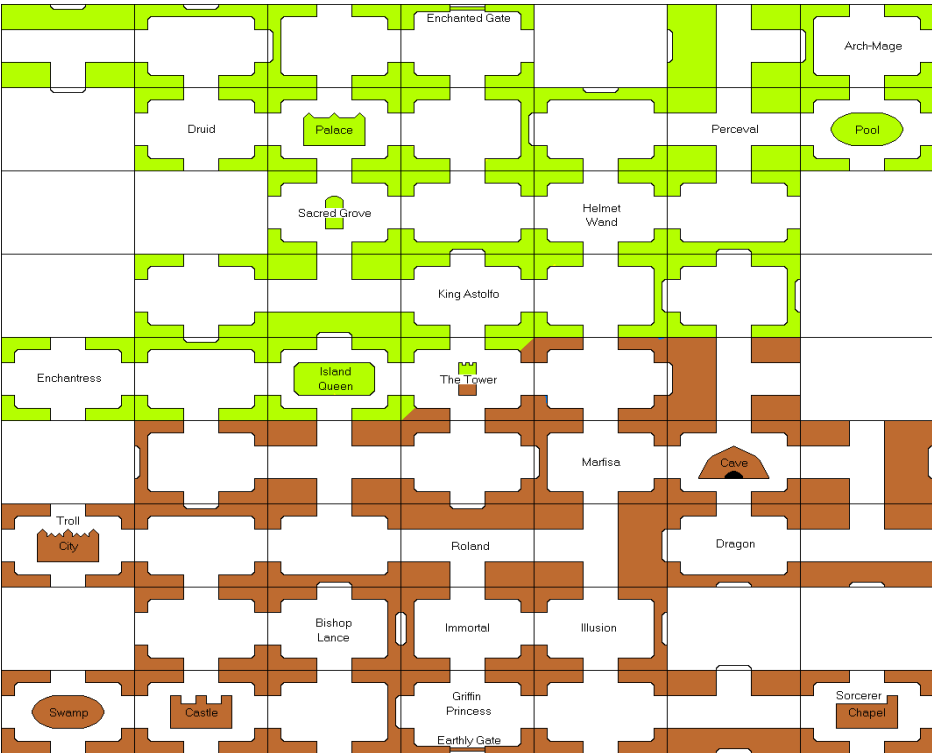 Enchanted Gate
Arch-Mage
Druid
Palace
Perceval
Pool
Sacred Grove
Helmet
Wand
King Astolfo
Enchantress
Island
Queen
The Tower
Marfisa
Cave
Troll
City
Roland
Dragon
Bishop
Lance
Immortal
Illusion
Swamp
Castle
Griffin
Princess
Earthly Gate
Sorcerer
Chapel